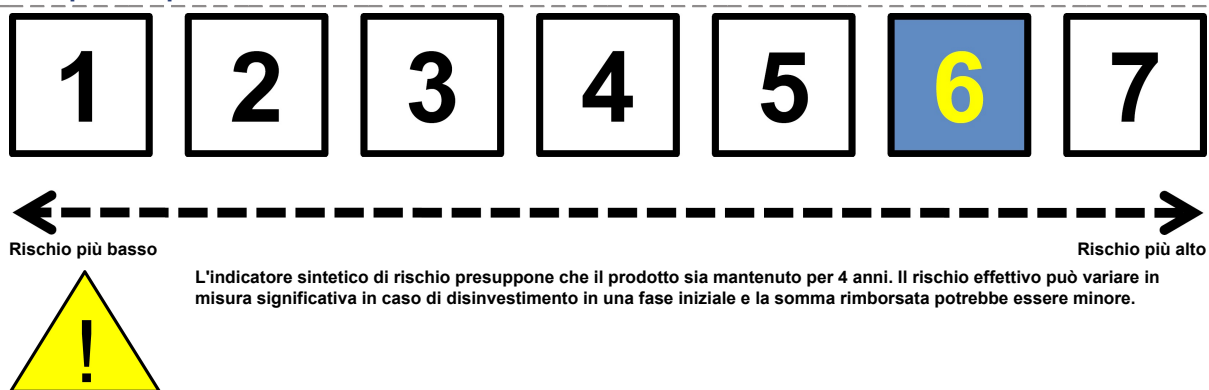 1 2 3 4 5 6 7
Rischio più basso Rischio più alto
L'indicatore sintetico di rischio presuppone che il prodotto sia mantenuto per 4 anni. Il rischio effettivo può variare in
misura significativa in caso di disinvestimento in una fase iniziale e la somma rimborsata potrebbe essere minore.
!